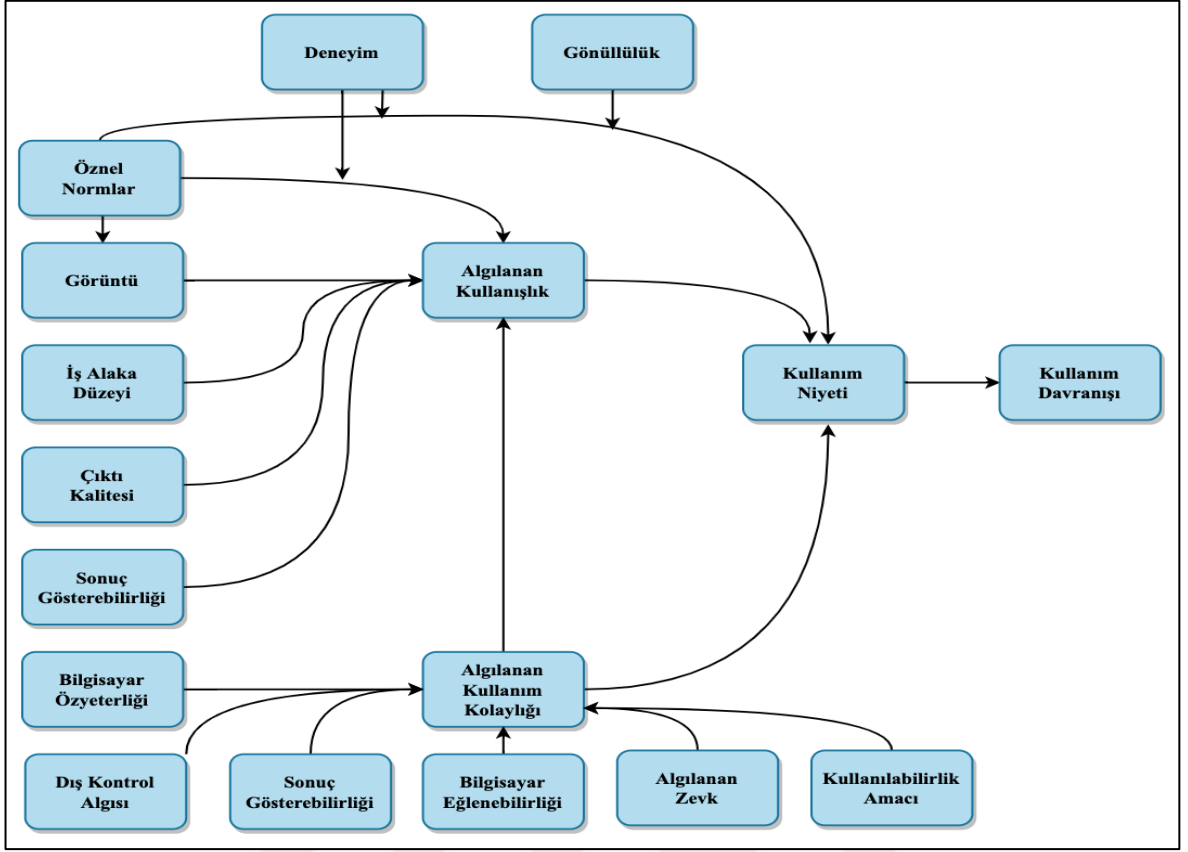 Deneyim
Gönüllülük
Öznel
Normlar
Görüntü
Algılanan
Kullanışlık
İş Alaka
Düzeyi
Kullanım
Niyeti
Kullanım
Davranışı
Çıktı
Kalitesi
Sonuç
Gösterebilirliği
Bilgisayar
Özyeterliği
Algılanan
Kullanım
Kolaylığı
Dış Kontrol
Algısı
Sonuç
Gösterebilirliği
Bilgisayar
Eğlenebilirliği
Algılanan
Zevk
Kullanılabilirlik
Amacı